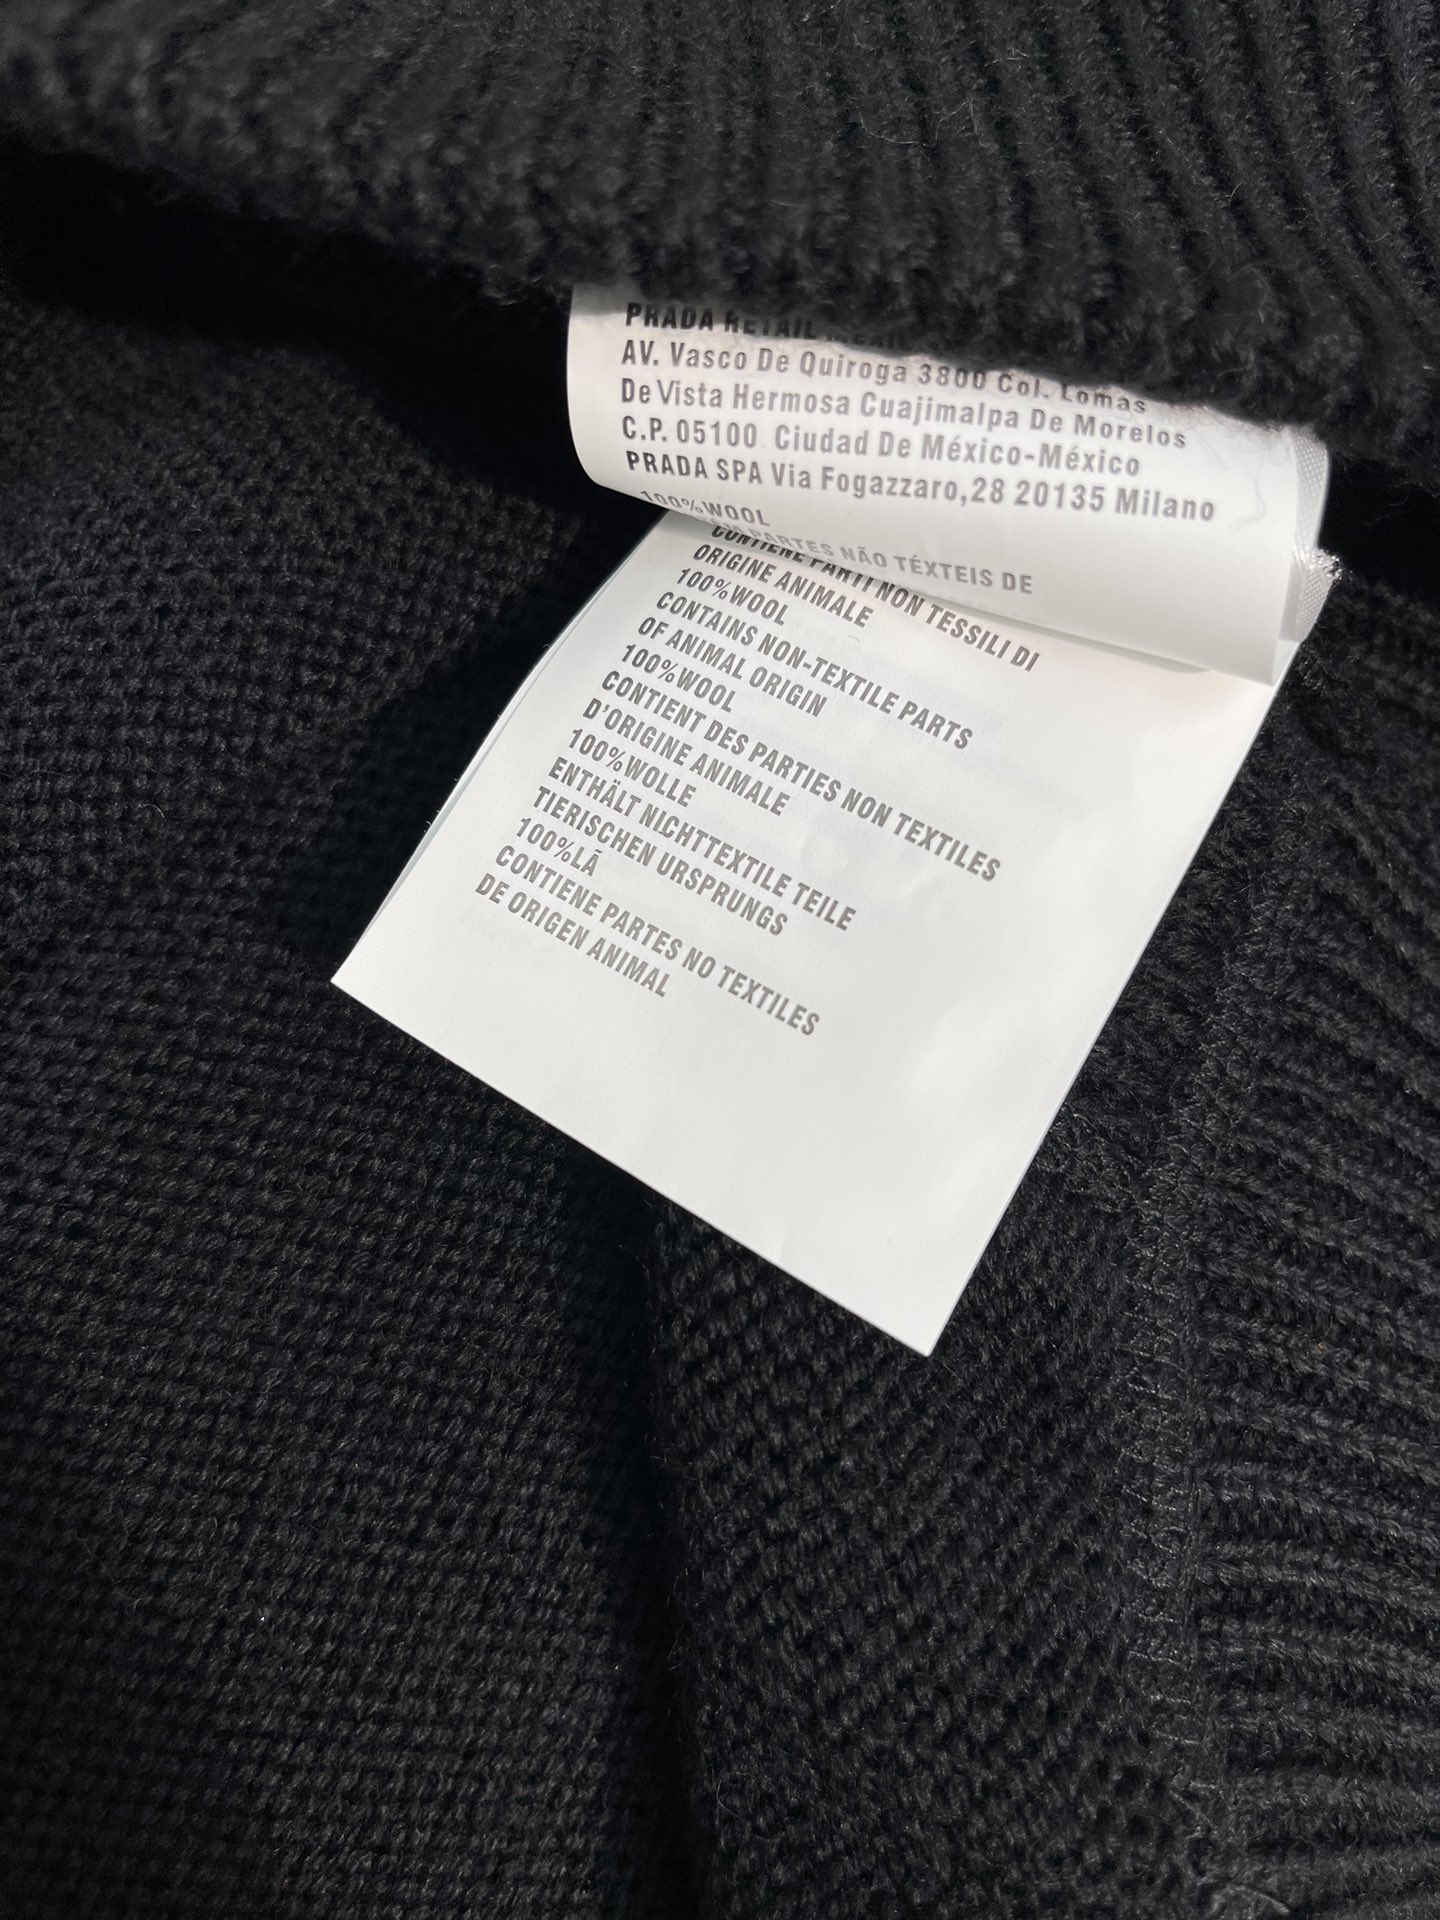 PRADA RETAIL
AV. Vasco De Quiroga 3800 Col. Lomas
De Vista Hermosa Cuajimalpa De Morelos
C.P. 05100 Ciudad De México-México
PRADA SPA Via Fogazzaro,28 20135 Milano
100%WOOL
PARTES NÃO TÉXTEIS DE
CONTIENE PARTI NON TESSILI DI
ORIGINE ANIMALE
100%WOOL
CONTAINS NON-TEXTILE PARTS
OF ANIMAL ORIGIN
100%WOOL
CONTIENT DES PARTIES NON TEXTILES
D'ORIGINE ANIMALE
100%WOLLE
ENTHÄLT NICHTTEXTILE TEILE
TIERISCHEN URSPRUNGS
100%LÃ
CONTIENE PARTES NO TEXTILES
DE ORIGEN ANIMAL